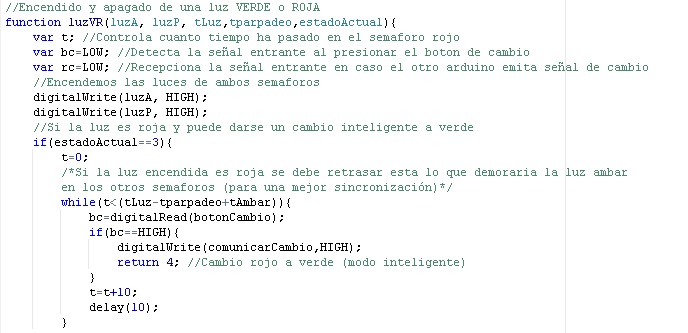 //Encendido y apagado de una luz VERDE o ROJA
function luzVR(luzA, luzP, tLuz,tparpadeo,estadoActual){
    var t; //Controla cuanto tiempo ha pasado en el semaforo rojo
    var bc=LOW; //Detecta la señal entrante al presionar el boton de cambio
    var rc=LOW; //Recepciona la señal entrante en caso el otro arduino emita señal de cambio
    //Encendemos las luces de ambos semaforos
    digitalWrite(luzA, HIGH);
    digitalWrite(luzP, HIGH);
    //Si la luz es roja y puede darse un cambio inteligente a verde
    if(estadoActual==3){
        t=0;
        /*Si la luz encendida es roja se debe retrasar esta lo que demoraria la luz ambar
        en los otros semaforos (para una mejor sincronización)*/
        while(t<(tLuz-tparpadeo+tAmbar)){
            bc=digitalRead(botonCambio);
            if(bc==HIGH){
                digitalWrite(comunicarCambio,HIGH);
                return 4; //Cambio rojo a verde (modo inteligente)
            }
            t=t+10;
            delay(10);
        }